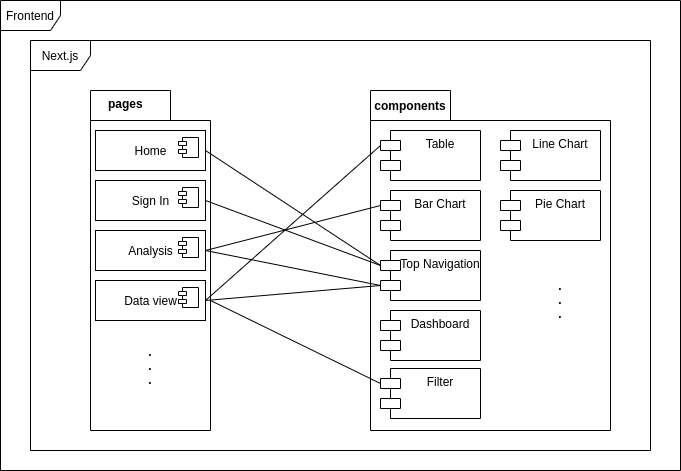 Frontend
Next.js
pages
Home
Sign In
Analysis
Data view
.
.
.
components
Table
Line Chart
Bar Chart
Pie Chart
Top Navigation
Dashboard
Filter
.
.
.